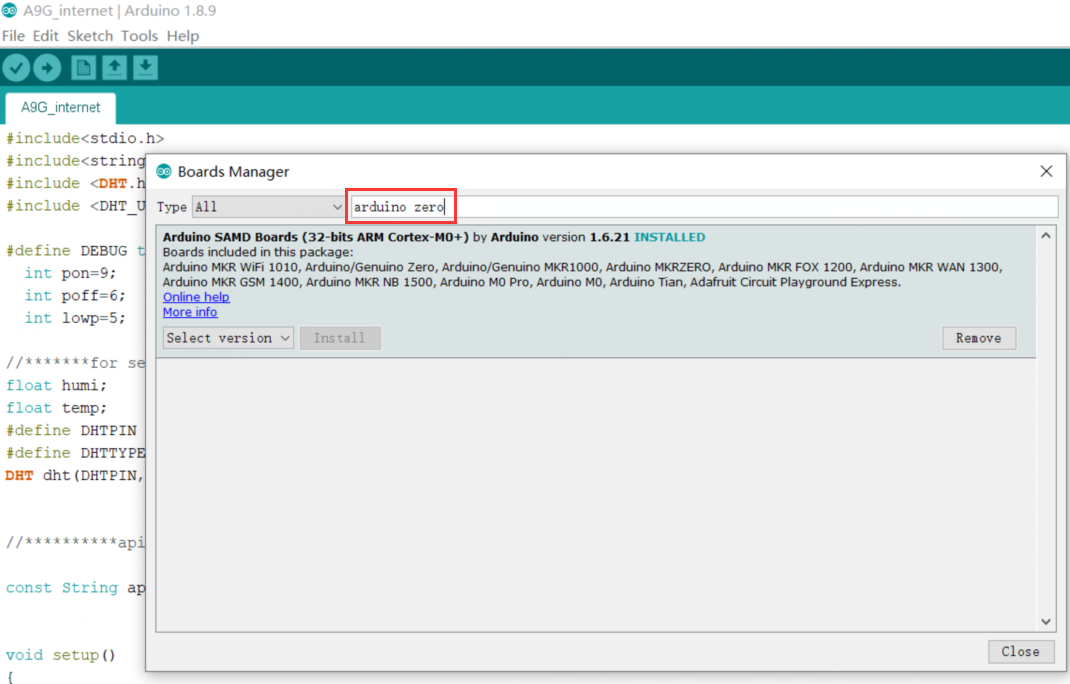 A9G_internet | Arduino 1.8.9
File Edit Sketch Tools Help
A9G_internet
#include<stdio.h>
#include<string
#include <DHT.h
#include <DHT_U
#define DEBUG t
int pon=9;
int poff=6;
int lowp=5;
//*******for se
float humi;
float temp;
#define DHTPIN
#define DHTTYPE
DHT dht(DHTPIN,
//**********api
const String ap
void setup()
{
Boards Manager
Type All arduino zero
Arduino SAMD Boards (32-bits ARM Cortex-M0+) by Arduino version 1.6.21 INSTALLED
Boards included in this package:
Arduino MKR WiFi 1010, Arduino/Genuino Zero, Arduino/Genuino MKR1000, Arduino MKRZERO, Arduino MKR FOX 1200, Arduino MKR WAN 1300,
Arduino MKR GSM 1400, Arduino MKR NB 1500, Arduino M0 Pro, Arduino M0, Arduino Tian, Adafruit Circuit Playground Express.
Online help
More info
Select version Install Remove
Close